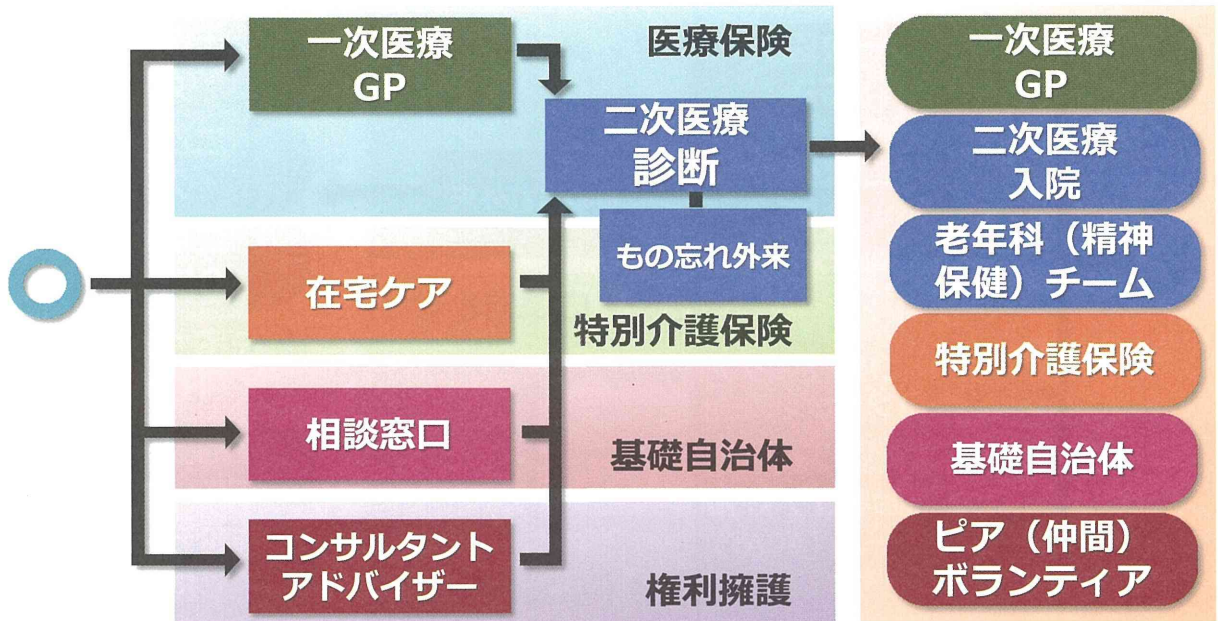 一次医療
GP
医療保険
二次医療
診断
もの忘れ外来
在宅ケア
特別介護保険
相談窓口
基礎自治体
コンサルタント
アドバイザー
権利擁護
一次医療
GP
二次医療
入院
老年科（精神
保健）チーム
特別介護保険
基礎自治体
ピア（仲間）
ボランティア